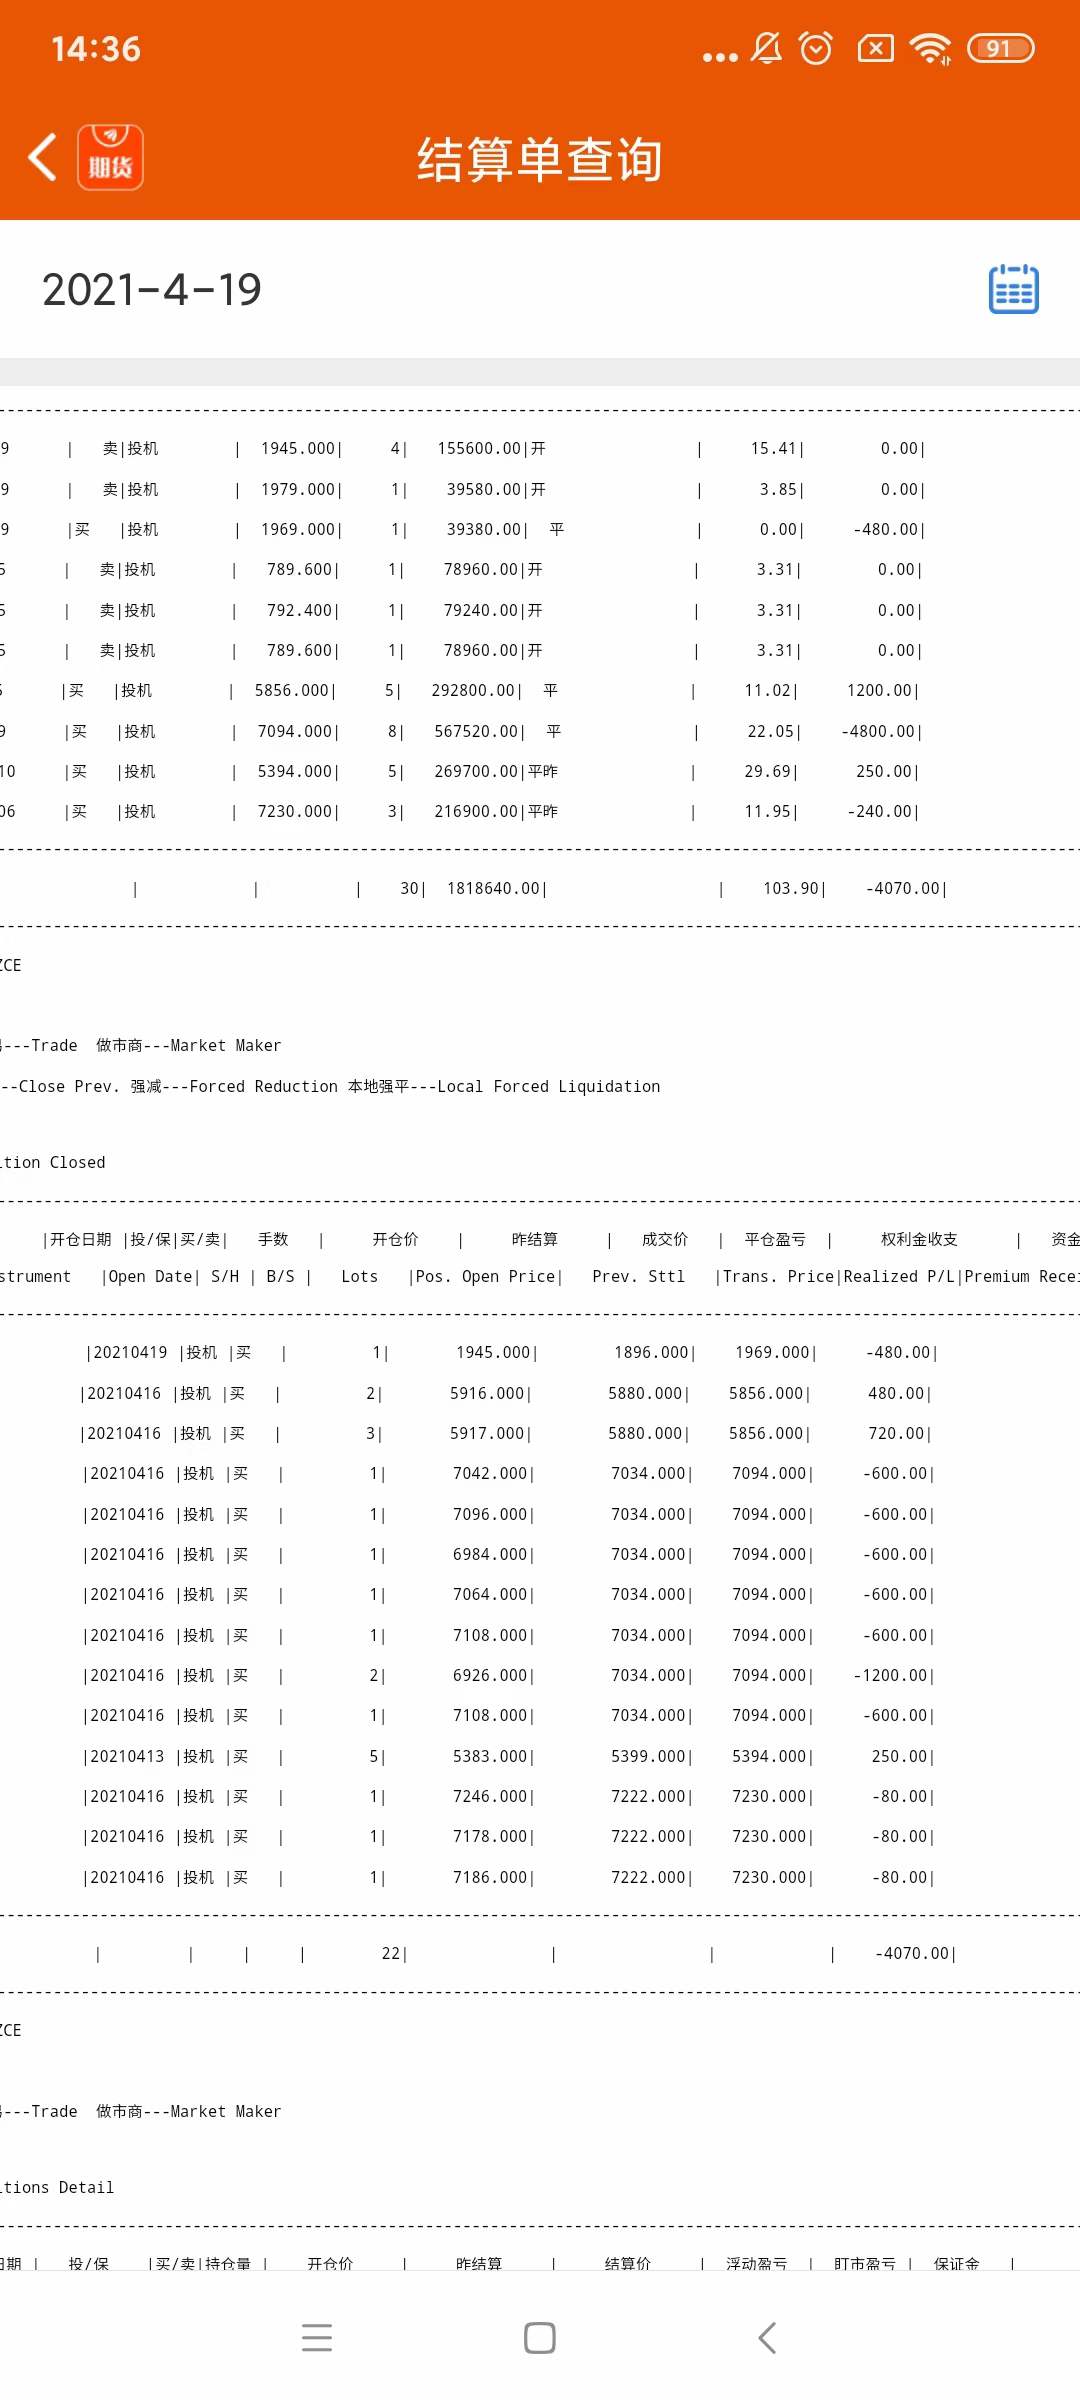 14:36
91
期货
结算单查询
2021-4-19
9 | 卖|投机 | 1945.000| 4| 155600.00|开 | 15.41| 0.00|
9 | 卖|投机 | 1979.000| 1| 39580.00|开 | 3.85| 0.00|
9 |买 |投机 | 1969.000| 1| 39380.00| 平 | 0.00| -480.00|
5 | 卖|投机 | 789.600| 1| 78960.00|开 | 3.31| 0.00|
5 | 卖|投机 | 792.400| 1| 79240.00|开 | 3.31| 0.00|
5 | 卖|投机 | 789.600| 1| 78960.00|开 | 3.31| 0.00|
|买 |投机 | 5856.000| 5| 292800.00| 平 | 11.02| 1200.00|
9 |买 |投机 | 7094.000| 8| 567520.00| 平 | 22.05| -4800.00|
10 |买 |投机 | 5394.000| 5| 269700.00|平昨 | 29.69| 250.00|
06 |买 |投机 | 7230.000| 3| 216900.00|平昨 | 11.95| -240.00|
| | | 30| 1818640.00| | 103.90| -4070.00|
ZCE
---Trade 做市商---Market Maker
--Close Prev. 强减---Forced Reduction 本地强平---Local Forced Liquidation
ition Closed
|开仓日期 |投/保|买/卖| 手数 | 开仓价 | 昨结算 | 成交价 | 平仓盈亏 | 权利金收支 | 资金
strument |Open Date| S/H | B/S | Lots |Pos. Open Price| Prev. Sttl |Trans. Price|Realized P/L|Premium Recei
|20210419 |投机 |买 | 1| 1945.000| 1896.000| 1969.000| -480.00|
|20210416 |投机 |买 | 2| 5916.000| 5880.000| 5856.000| 480.00|
|20210416 |投机 |买 | 3| 5917.000| 5880.000| 5856.000| 720.00|
|20210416 |投机 |买 | 1| 7042.000| 7034.000| 7094.000| -600.00|
|20210416 |投机 |买 | 1| 7096.000| 7034.000| 7094.000| -600.00|
|20210416 |投机 |买 | 1| 6984.000| 7034.000| 7094.000| -600.00|
|20210416 |投机 |买 | 1| 7064.000| 7034.000| 7094.000| -600.00|
|20210416 |投机 |买 | 1| 7108.000| 7034.000| 7094.000| -600.00|
|20210416 |投机 |买 | 2| 6926.000| 7034.000| 7094.000| -1200.00|
|20210416 |投机 |买 | 1| 7108.000| 7034.000| 7094.000| -600.00|
|20210413 |投机 |买 | 5| 5383.000| 5399.000| 5394.000| 250.00|
|20210416 |投机 |买 | 1| 7246.000| 7222.000| 7230.000| -80.00|
|20210416 |投机 |买 | 1| 7178.000| 7222.000| 7230.000| -80.00|
|20210416 |投机 |买 | 1| 7186.000| 7222.000| 7230.000| -80.00|
| | | | 22| | | | -4070.00|
ZCE
---Trade 做市商---Market Maker
itions Detail
日期 | 投/保 |买/卖|持仓量 | 开仓价 | 昨结算 | 结算价 | 浮动盈亏 | 盯市盈亏 | 保证金 |